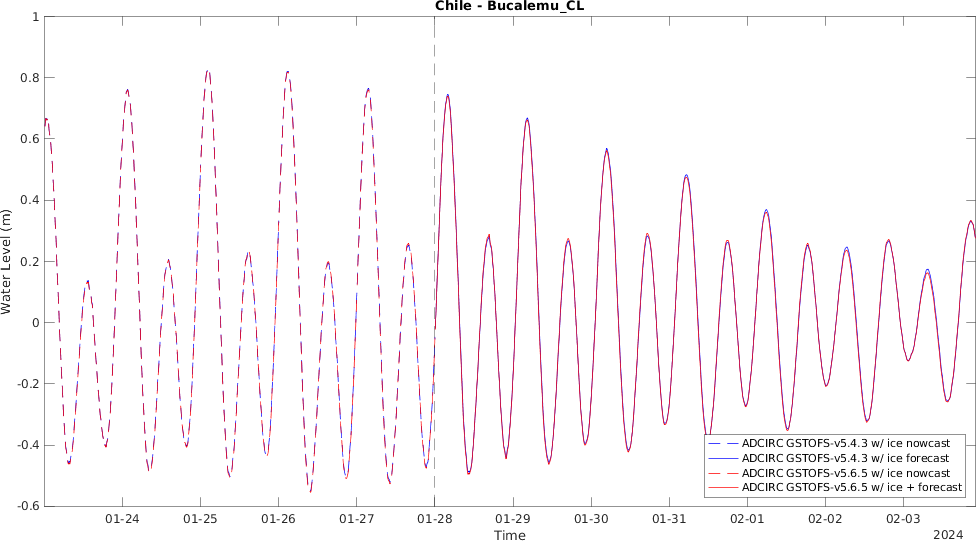 Chile - Bucalemu_CL
Water Level (m)
1
0.8
0.6
0.4
0.2
0
-0.2
-0.4
-0.6
ADCIRC GSTOFS-v5.4.3 w/ ice nowcast
ADCIRC GSTOFS-v5.4.3 w/ ice forecast
ADCIRC GSTOFS-v5.6.5 w/ ice nowcast
ADCIRC GSTOFS-v5.6.5 w/ ice + forecast
01-24 01-25 01-26 01-27 01-28 01-29 01-30 01-31 02-01 02-02 02-03
Time
2024